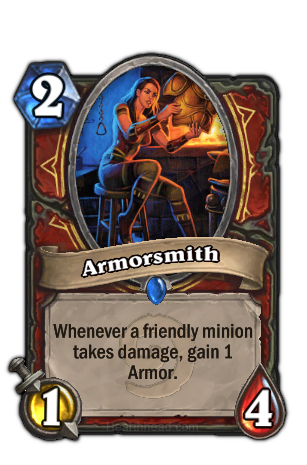 2
Armorsmith
Whenever a friendly minion
takes damage, gain 1
Armor.
1
4